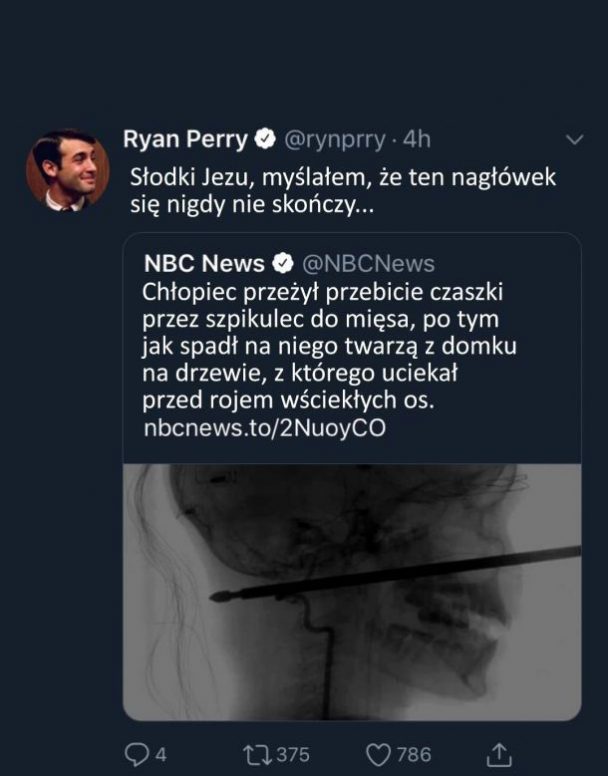 Ryan Perry @rynprry · 4h
Słodki Jezu, myślałem, że ten nagłówek
się nigdy nie skończy...
NBC News @NBCNews
Chłopiec przeżył przebicie czaszki
przez szpikulec do mięsa, po tym
jak spadł na niego twarzą z domku
na drzewie, z którego uciekał
przed rojem wściekłych os.
nbcnews.to/2NuoyCO
4 375 786